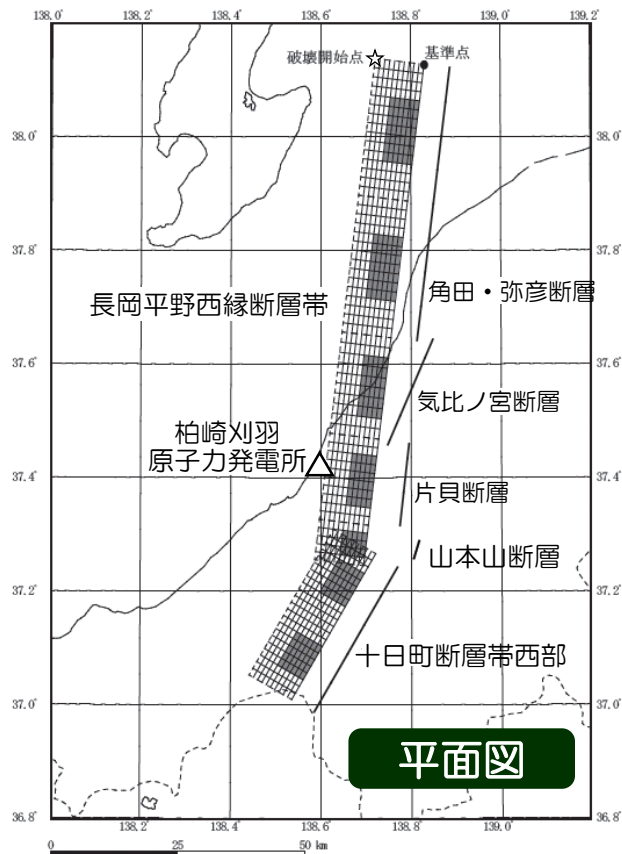 138.0˚ 138.2˚ 138.4˚ 138.6˚ 138.8˚ 139.0˚ 139.2˚
破壊開始点
基準点
38.0˚ 38.0˚
37.8˚ 37.8˚
角田・弥彦断層
長岡平野西縁断層帯
37.6˚ 37.6˚
気比ノ宮断層
柏崎刈羽
原子力発電所
37.4˚ 37.4˚
片貝断層
山本山断層
37.2˚ 37.2˚
十日町断層帯西部
37.0˚ 37.0˚
平面図
36.8˚ 36.8˚
138.2˚ 138.4˚ 138.6˚ 138.8˚ 139.0˚
0 25 50 km